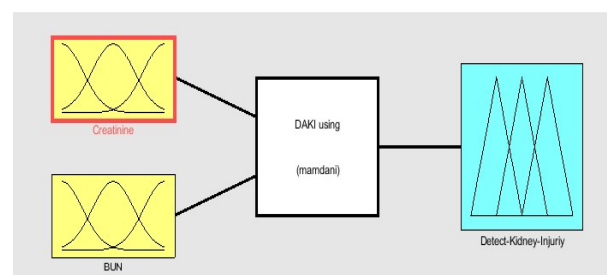 Creatinine
DAKI using
(mamdani)
BUN
Detect-Kidney-Injuriy